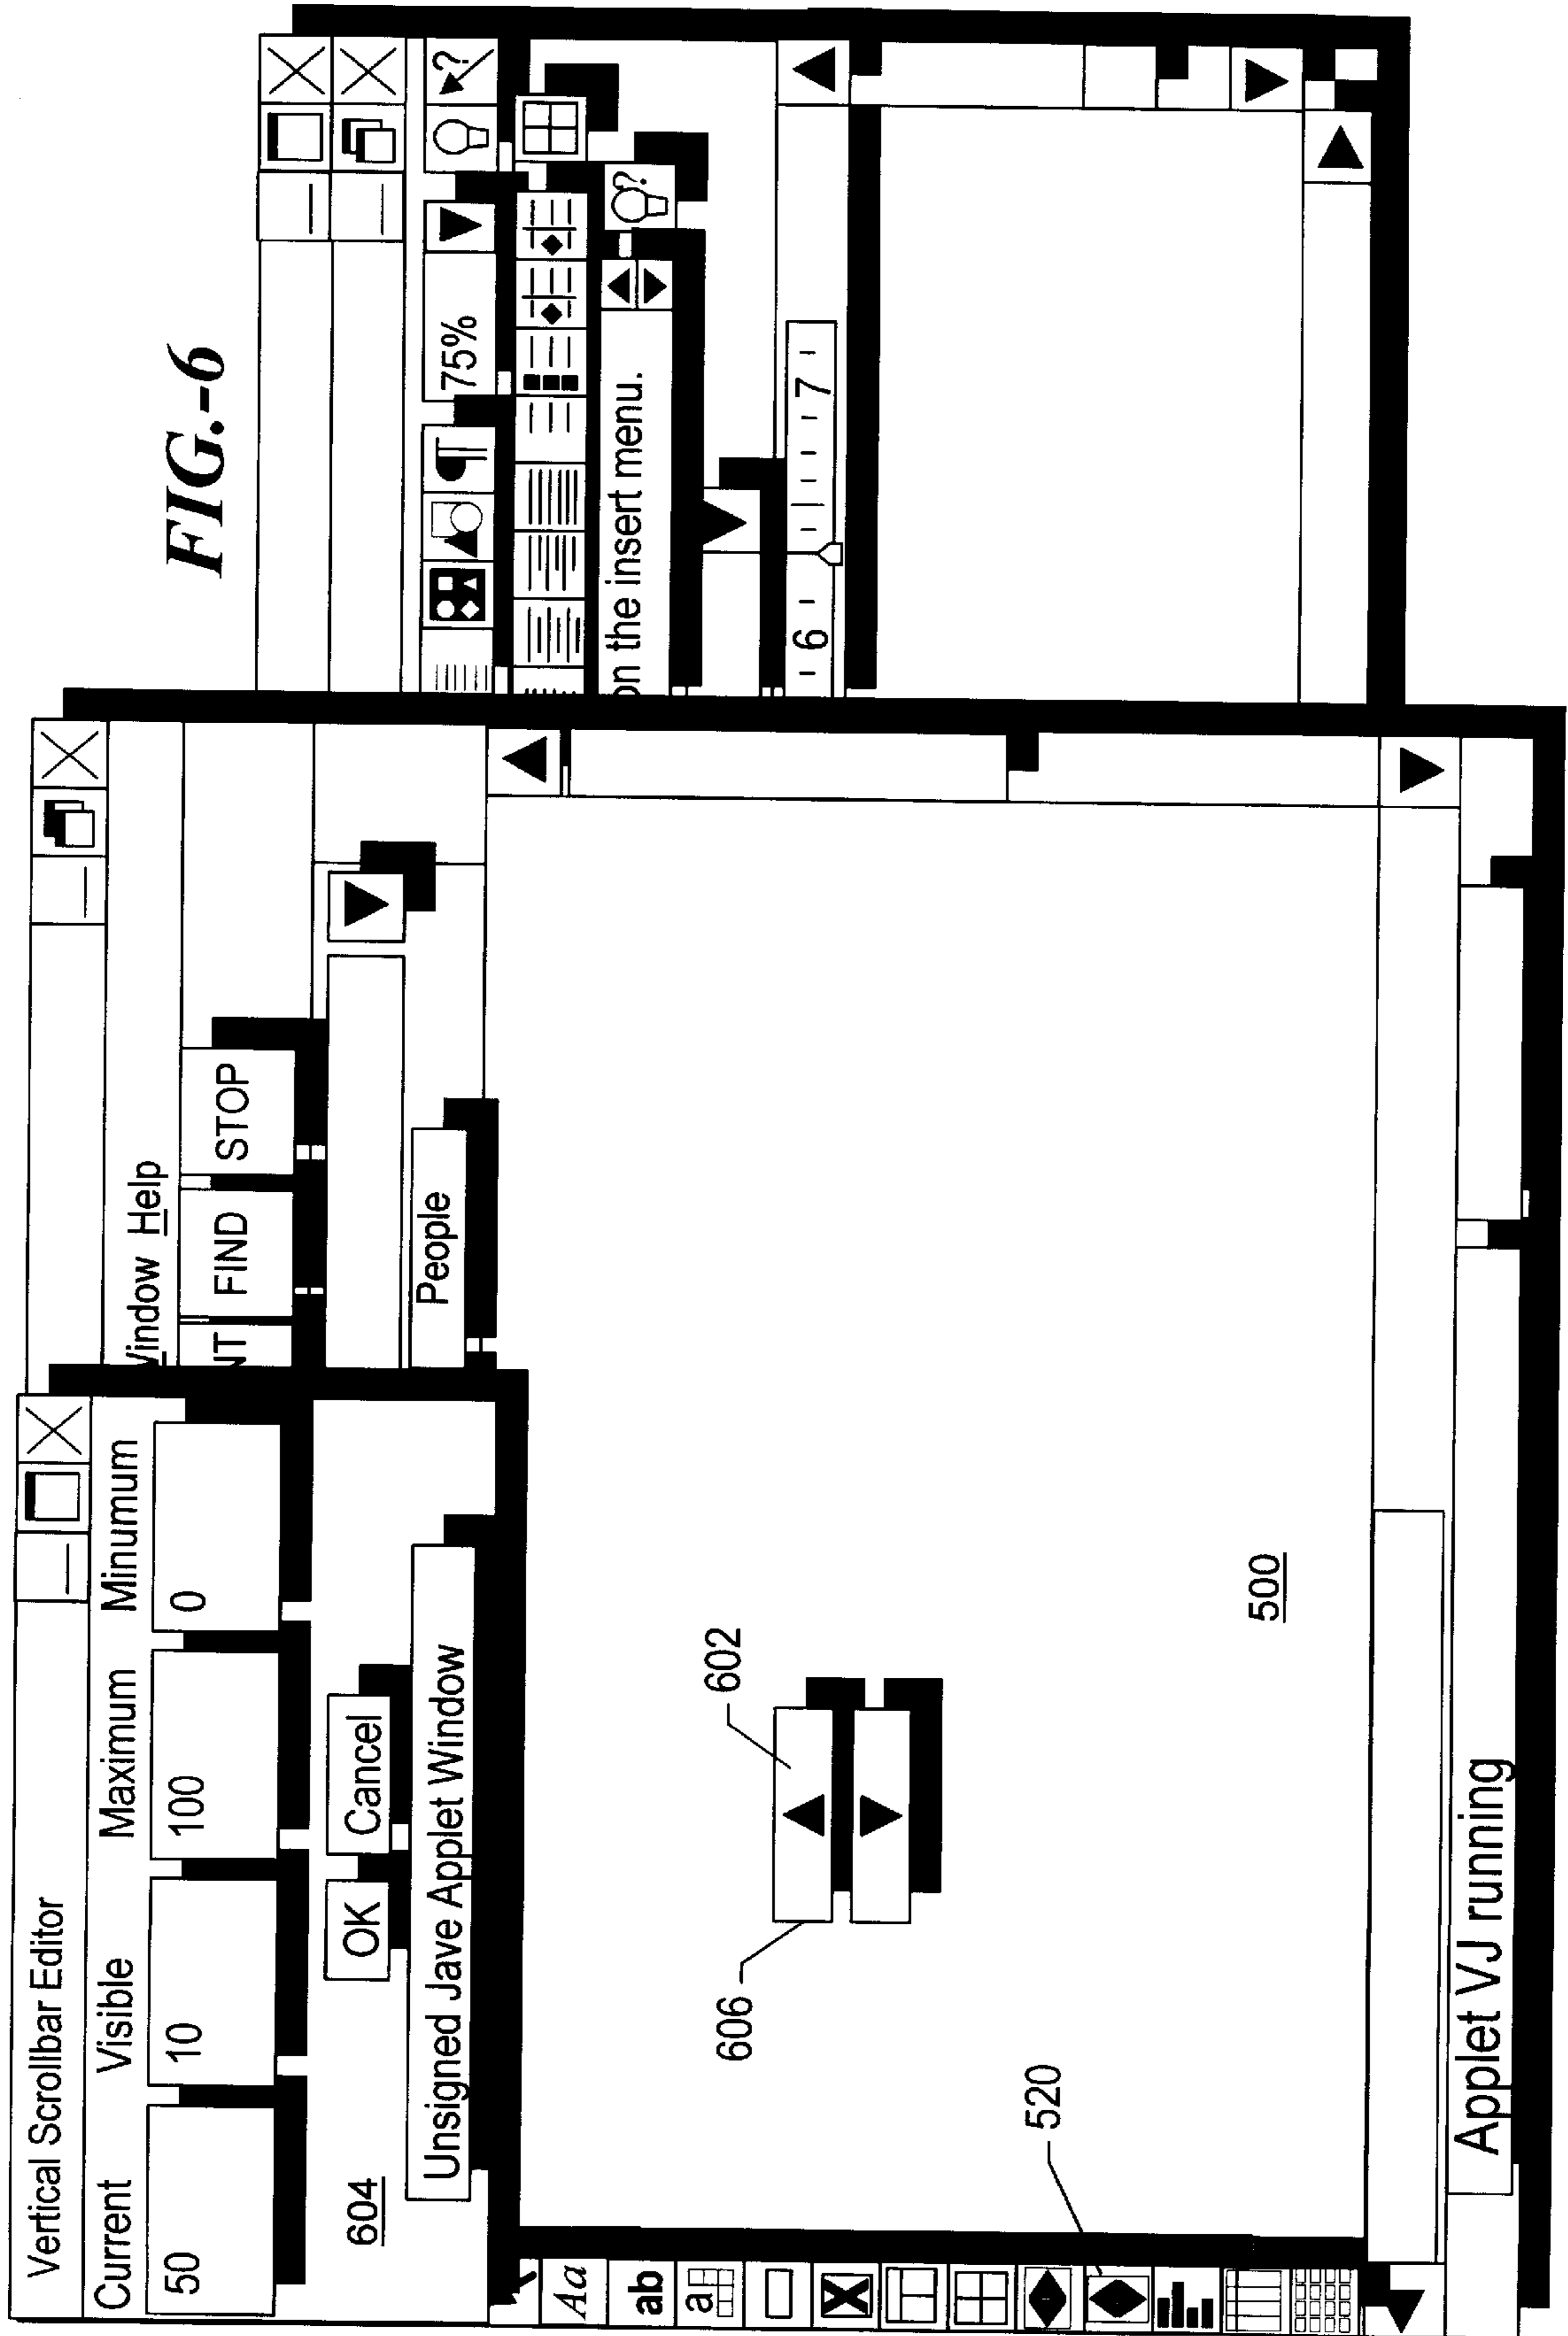 FIG.-6
Vertical Scrollbar Editor
Current Visible Maximum Minumum
50 10 100 0
604
OK Cancel
Unsigned Jave Applet Window
Window Help
NT FIND STOP
People
75%
on the insert menu.
6 7
Aa
ab
a
606
602
520
500
Applet VJ running